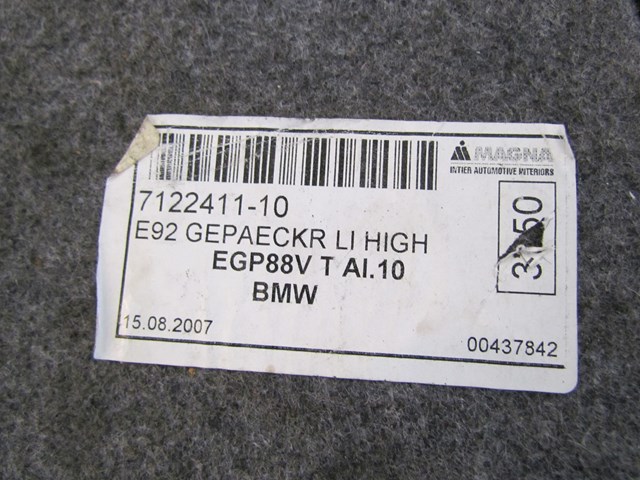 MAGNA
INTIER AUTOMOTIVE INTERIORS
7122411-10
E92 GEPAECKR LI HIGH
EGP88V T AI.10
BMW
15.08.2007
00437842